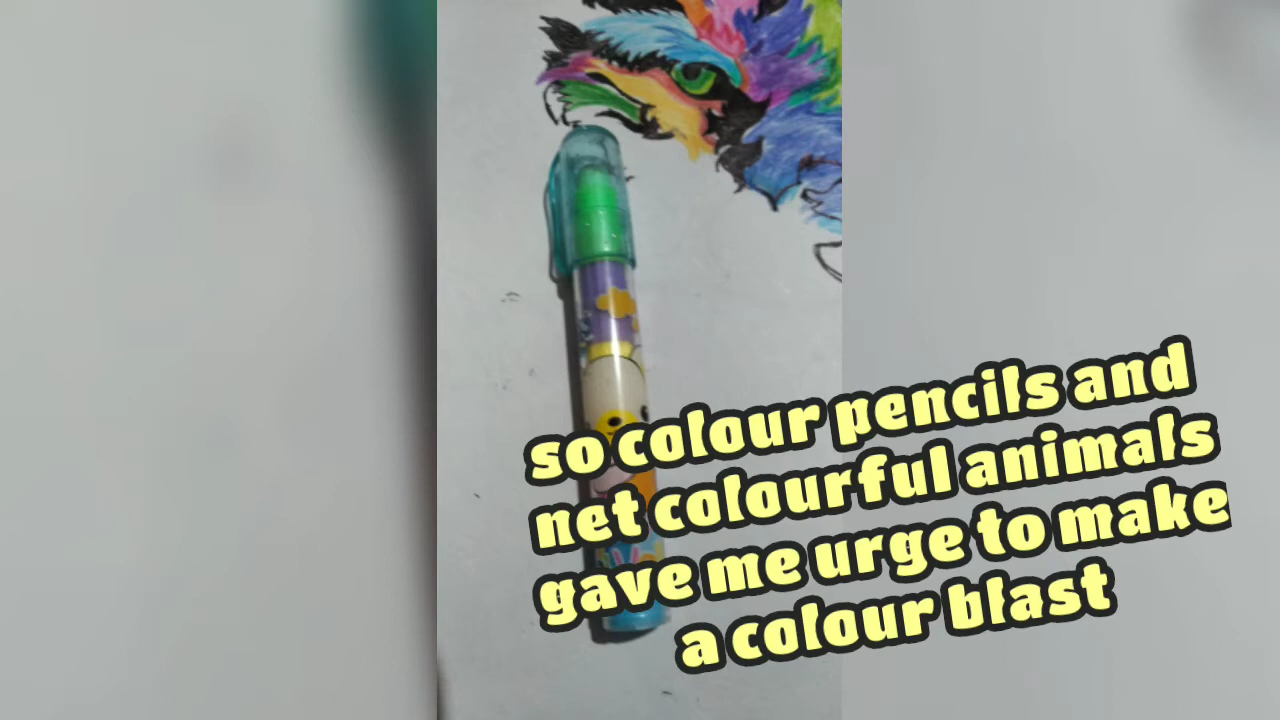 so colour pencils and
net colourful animals
gave me urge to make
a colour blast